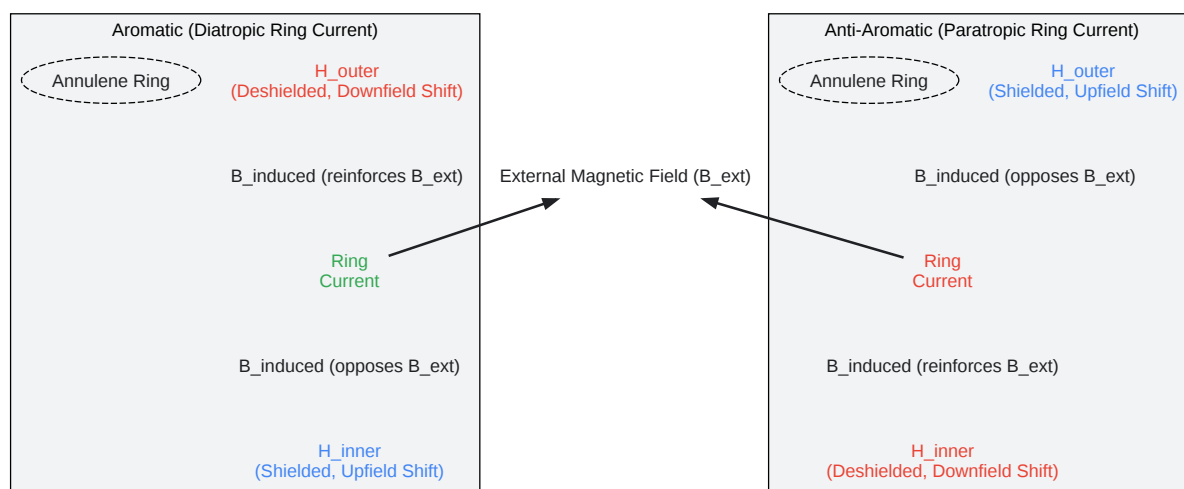 Aromatic (Diatropic Ring Current)
Annulene Ring
H_outer
(Deshielded, Downfield Shift)
B_induced (reinforces B_ext)
Ring
Current
B_induced (opposes B_ext)
H_inner
(Shielded, Upfield Shift)
External Magnetic Field (B_ext)
Anti-Aromatic (Paratropic Ring Current)
Annulene Ring
H_outer
(Shielded, Upfield Shift)
B_induced (opposes B_ext)
Ring
Current
B_induced (reinforces B_ext)
H_inner
(Deshielded, Downfield Shift)